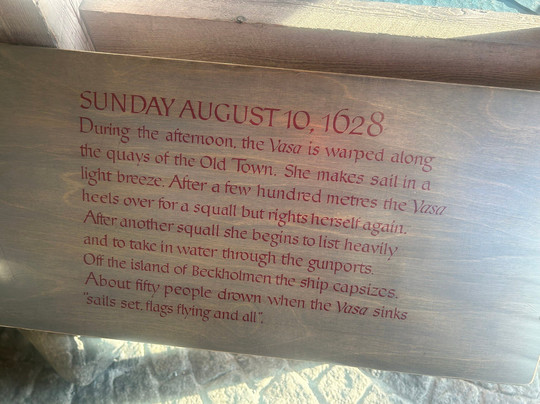 SUNDAY AUGUST 10, 1628
During the afternoon, the Vasa is warped along
the quays of the Old Town. She makes sail in a
light breeze. After a few hundred metres the Vasa
heels over for a squall but rights herself again.
After another squall she begins to list heavily
and to take in water through the gunports.
Off the island of Beckholmen the ship capsizes.
About fifty people drown when the Vasa sinks
"sails set, flags flying and all".